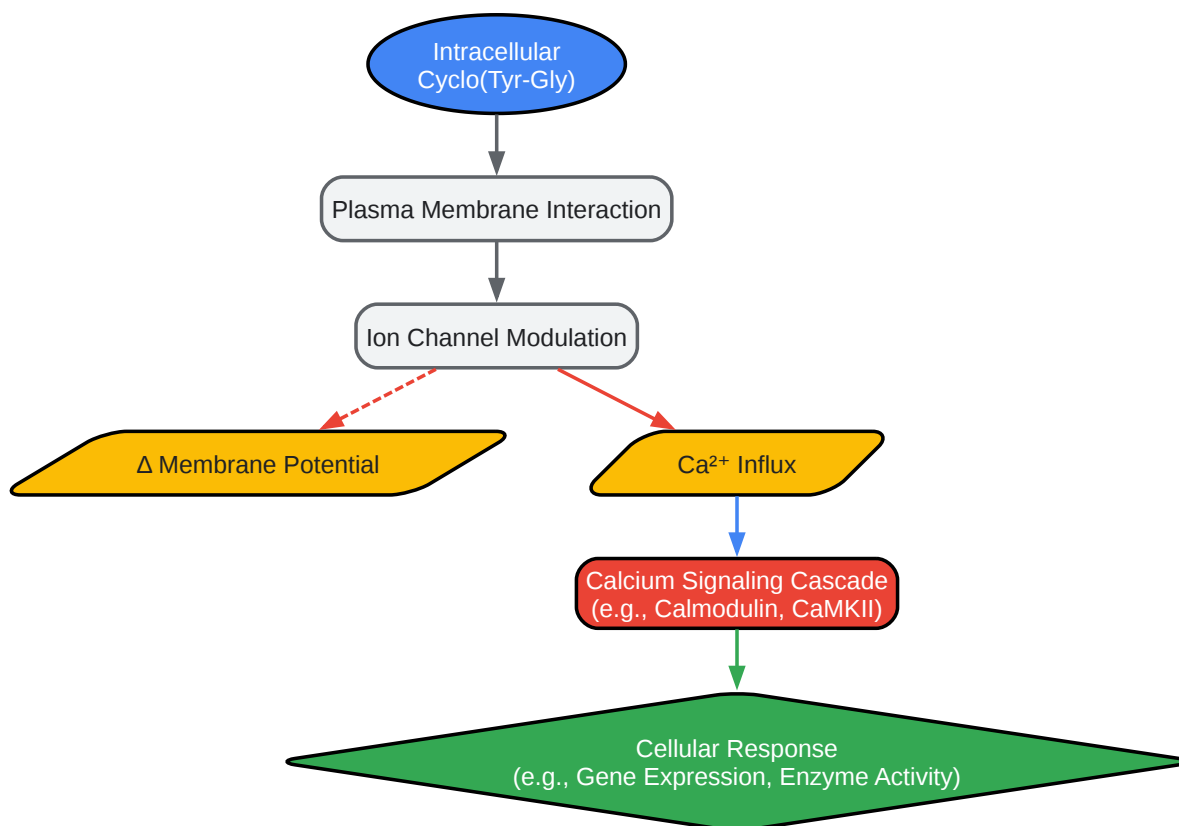 Intracellular
Cyclo(Tyr-Gly)
Plasma Membrane Interaction
Ion Channel Modulation
Δ Membrane Potential
Ca²⁺ Influx
Calcium Signaling Cascade
(e.g., Calmodulin, CaMKII)
Cellular Response
(e.g., Gene Expression, Enzyme Activity)